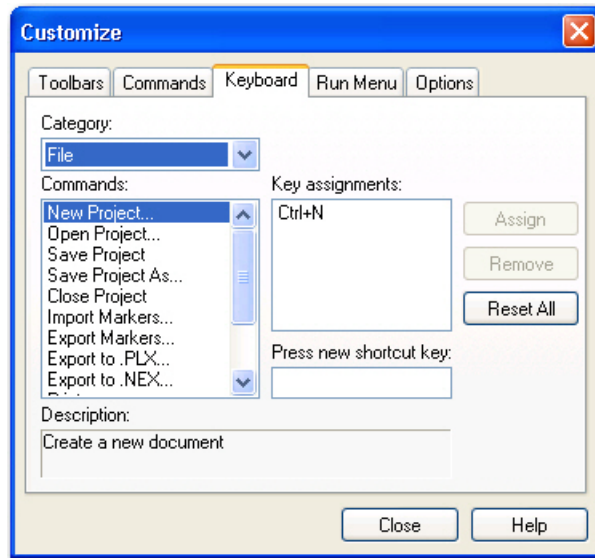 Customize
Toolbars Commands Keyboard Run Menu Options
Category:
File
Commands:
New Project...
Open Project...
Save Project
Save Project As...
Close Project
Import Markers...
Export Markers...
Export to .PLX...
Export to .NEX...
Key assignments:
Ctrl+N
Press new shortcut key:
Assign
Remove
Reset All
Description:
Create a new document
Close Help